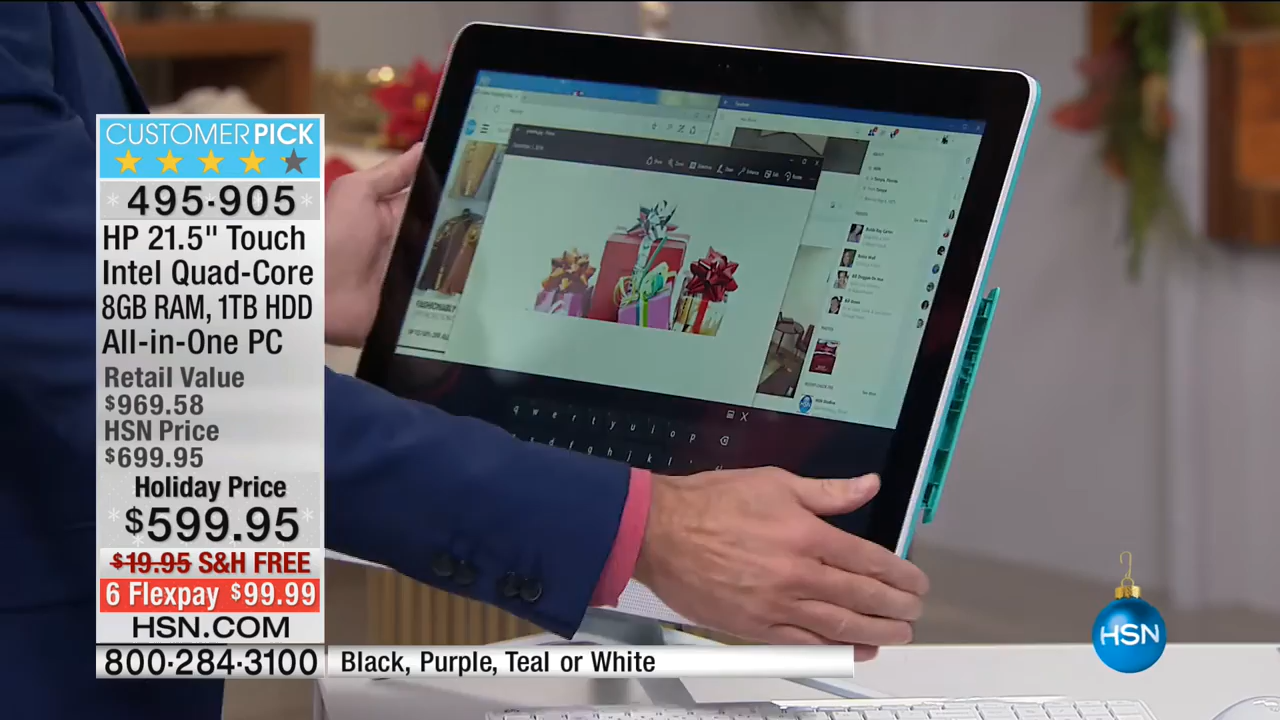 CUSTOMER PICK
495-905
HP 21.5" Touch
Intel Quad-Core
8GB RAM, 1TB HDD
All-in-One PC
Retail Value
$969.58
HSN Price
$699.95
Holiday Price
$599.95
$19.95 S&H FREE
6 Flexpay $99.99
HSN.COM
800-284-3100
Black, Purple, Teal or White
HSN
q w e r t y u i o p
d f g h j k l
FASHIONABLY